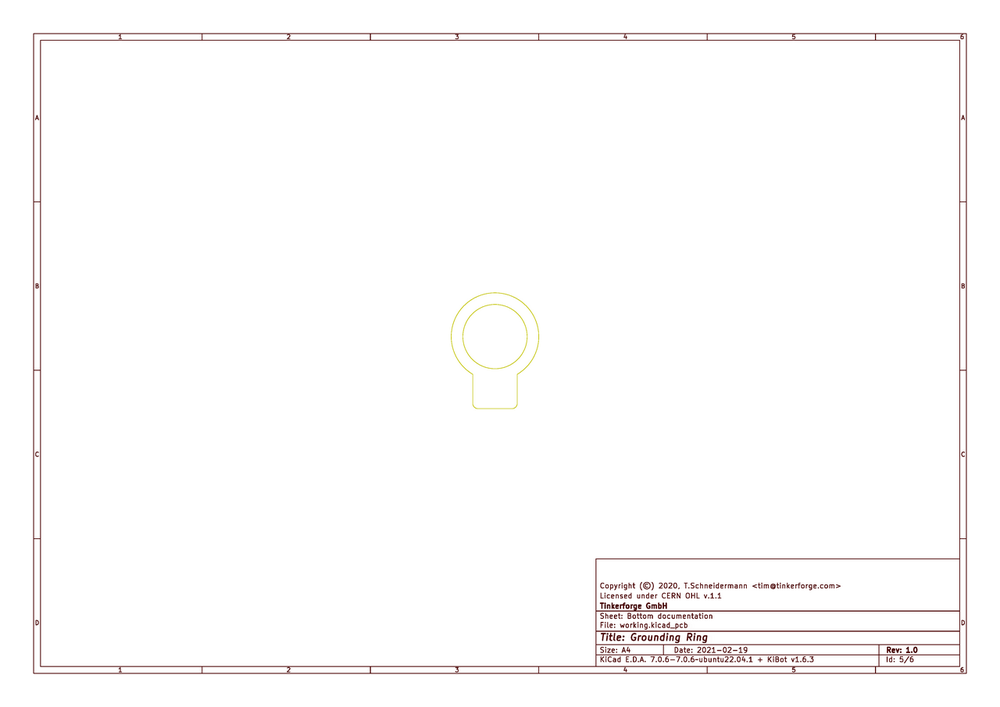 1 2 3 4 5 6
A A
B B
C C
D D
Copyright (©) 2020, T.Schneidermann <tim@tinkerforge.com>
Licensed under CERN OHL v.1.1
Tinkerforge GmbH
Sheet: Bottom documentation
File: working.kicad_pcb
Title: Grounding Ring
Size: A4 Date: 2021-02-19 Rev: 1.0
KiCad E.D.A. 7.0.6-7.0.6~ubuntu22.04.1 + KiBot v1.6.3 Id: 5/6
1 2 3 4 5 6